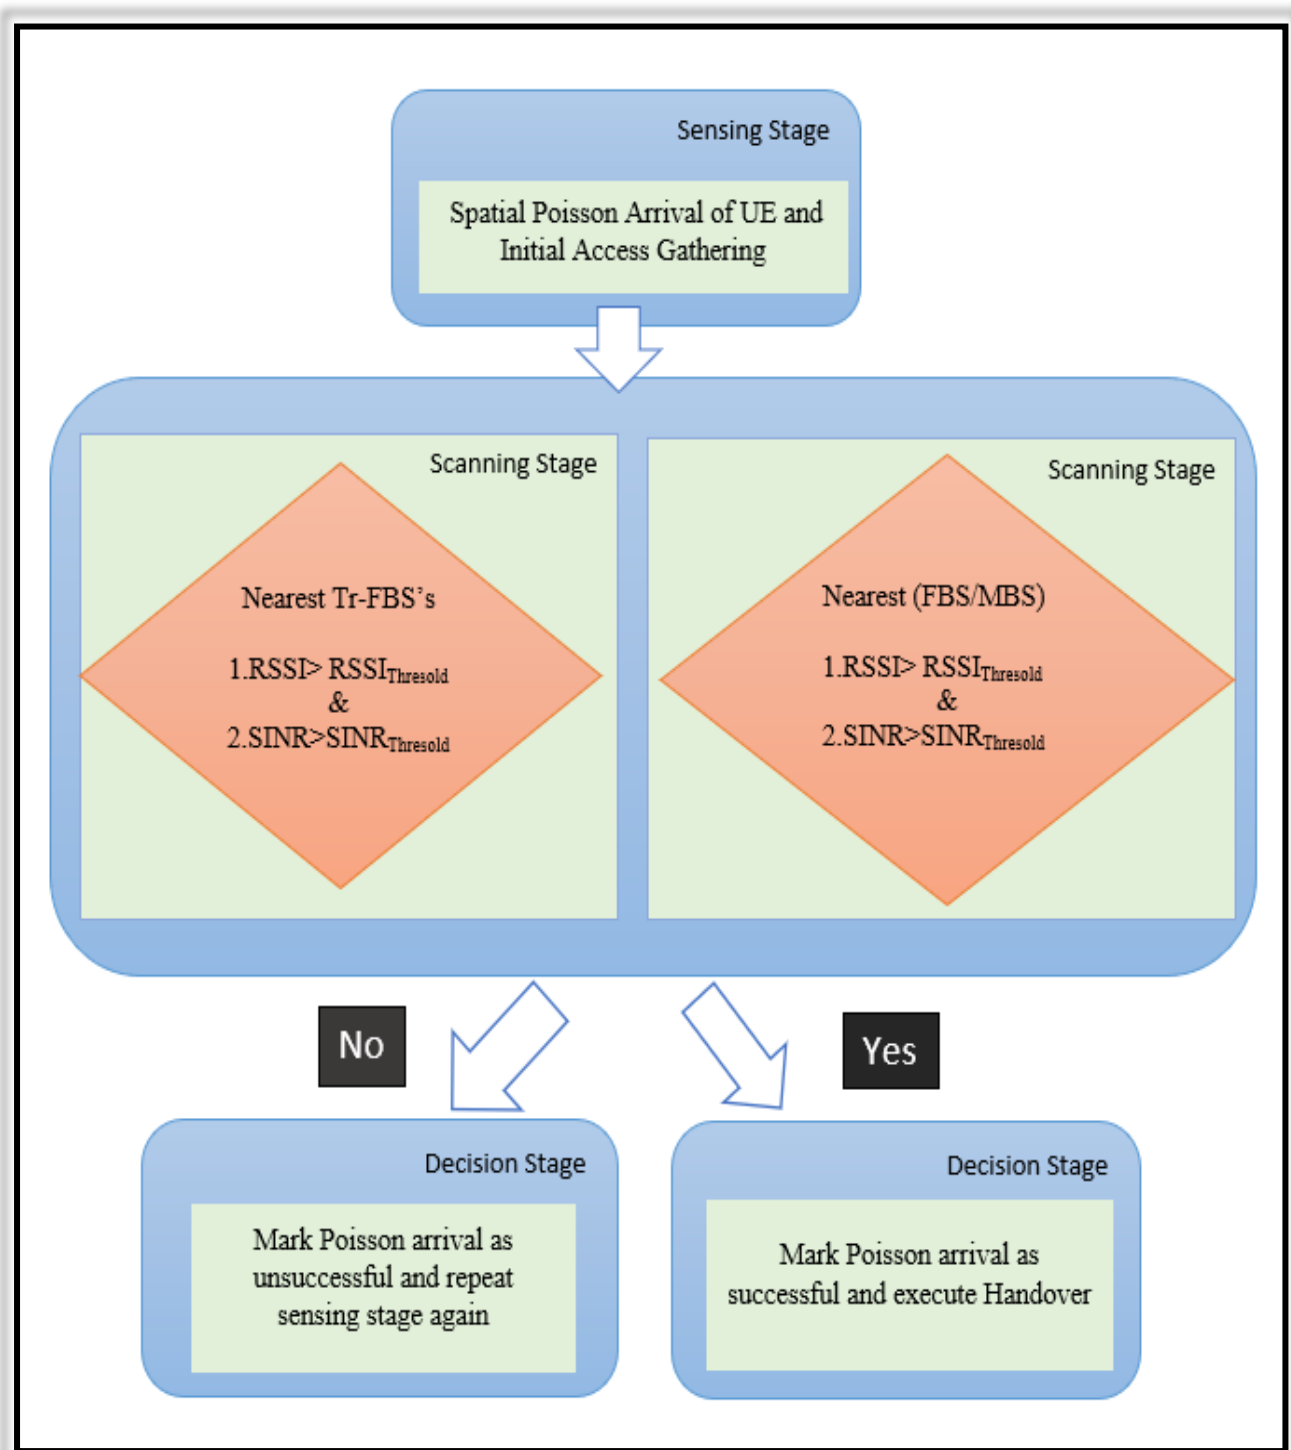 Sensing Stage
Spatial Poisson Arrival of UE and
Initial Access Gathering
Scanning Stage
Nearest Tr-FBS’s
1.RSSI> RSSIThresold
&
2.SINR>SINRThresold
Scanning Stage
Nearest (FBS/MBS)
1.RSSI> RSSIThresold
&
2.SINR>SINRThresold
No
Yes
Decision Stage
Mark Poisson arrival as
unsuccessful and repeat
sensing stage again
Decision Stage
Mark Poisson arrival as
successful and execute Handover